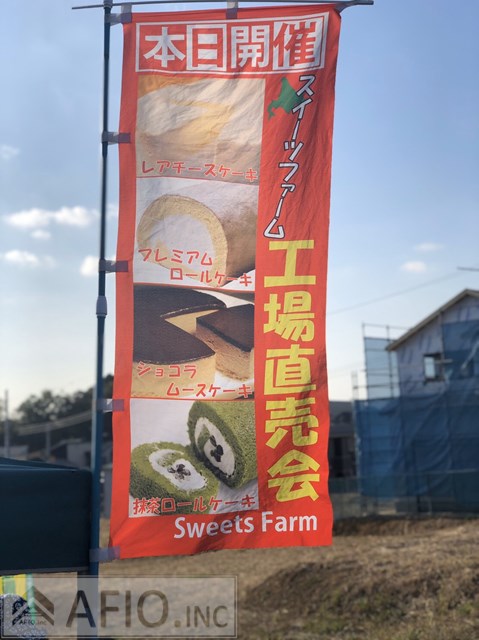 本日開催
スイーツファーム
工場直売会
レアチーズケーキ
プレミアム
ロールケーキ
ショコラ
ムースケーキ
抹茶ロールケーキ
Sweets Farm
AFIO.INC
AFIO.INC